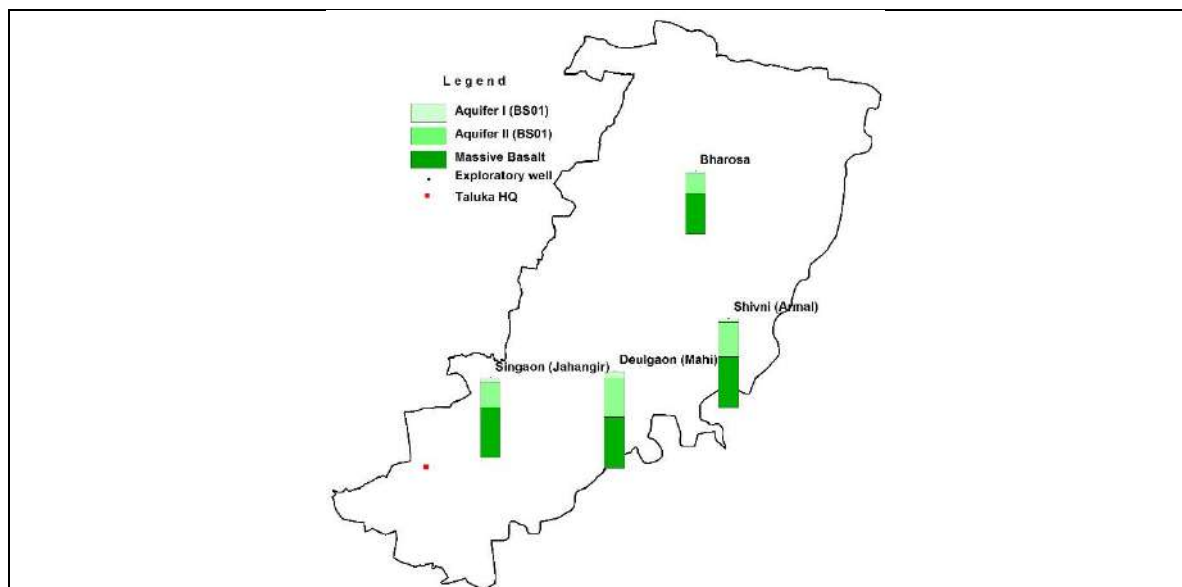 Legend
Aquifer I (BS01)
Aquifer II (BS01)
Massive Basalt
Exploratory well
Taluka HQ
Bharosa
Shivni (Armal)
Deulgaon (Mahi)
Singaon (Jahangir)